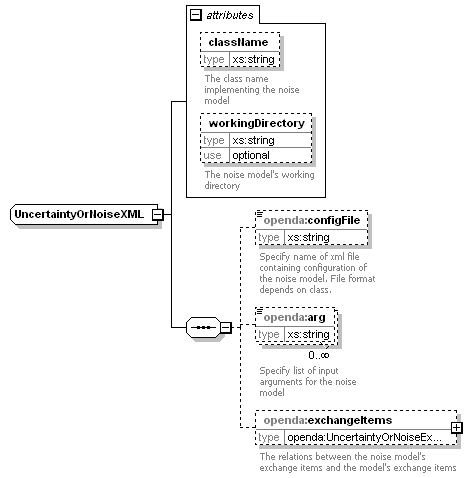 attributes
className
type xs:string
The class name
implementing the noise
model
workingDirectory
type xs:string
use optional
The noise model's working
directory
UncertaintyOrNoiseXML
openda:configFile
type xs:string
Specify name of xml file
containing configuration of
the noise model. File format
depends on class.
openda:arg
type xs:string
0..∞
Specify list of input
arguments for the noise
model
openda:exchangeItems
type openda:UncertaintyOrNoiseEx...
The relations between the noise model's
exchange items and the model's exchange items